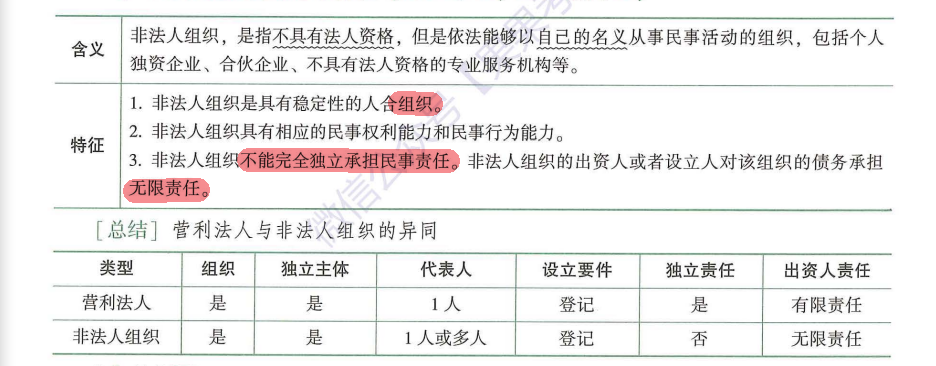 含义
非法人组织，是指不具有法人资格，但是依法能够以自己的名义从事民事活动的组织，包括个人
独资企业、合伙企业、不具有法人资格的专业服务机构等。
特征
1. 非法人组织是具有稳定性的人合组织。
2. 非法人组织具有相应的民事权利能力和民事行为能力。
3. 非法人组织不能完全独立承担民事责任。非法人组织的出资人或者设立人对该组织的债务承担
无限责任。
［总结］ 营利法人与非法人组织的异同
类型 组织 独立主体 代表人 设立要件 独立责任 出资人责任
营利法人 是 是 1人 登记 是 有限责任
非法人组织 是 是 1人或多人 登记 否 无限责任